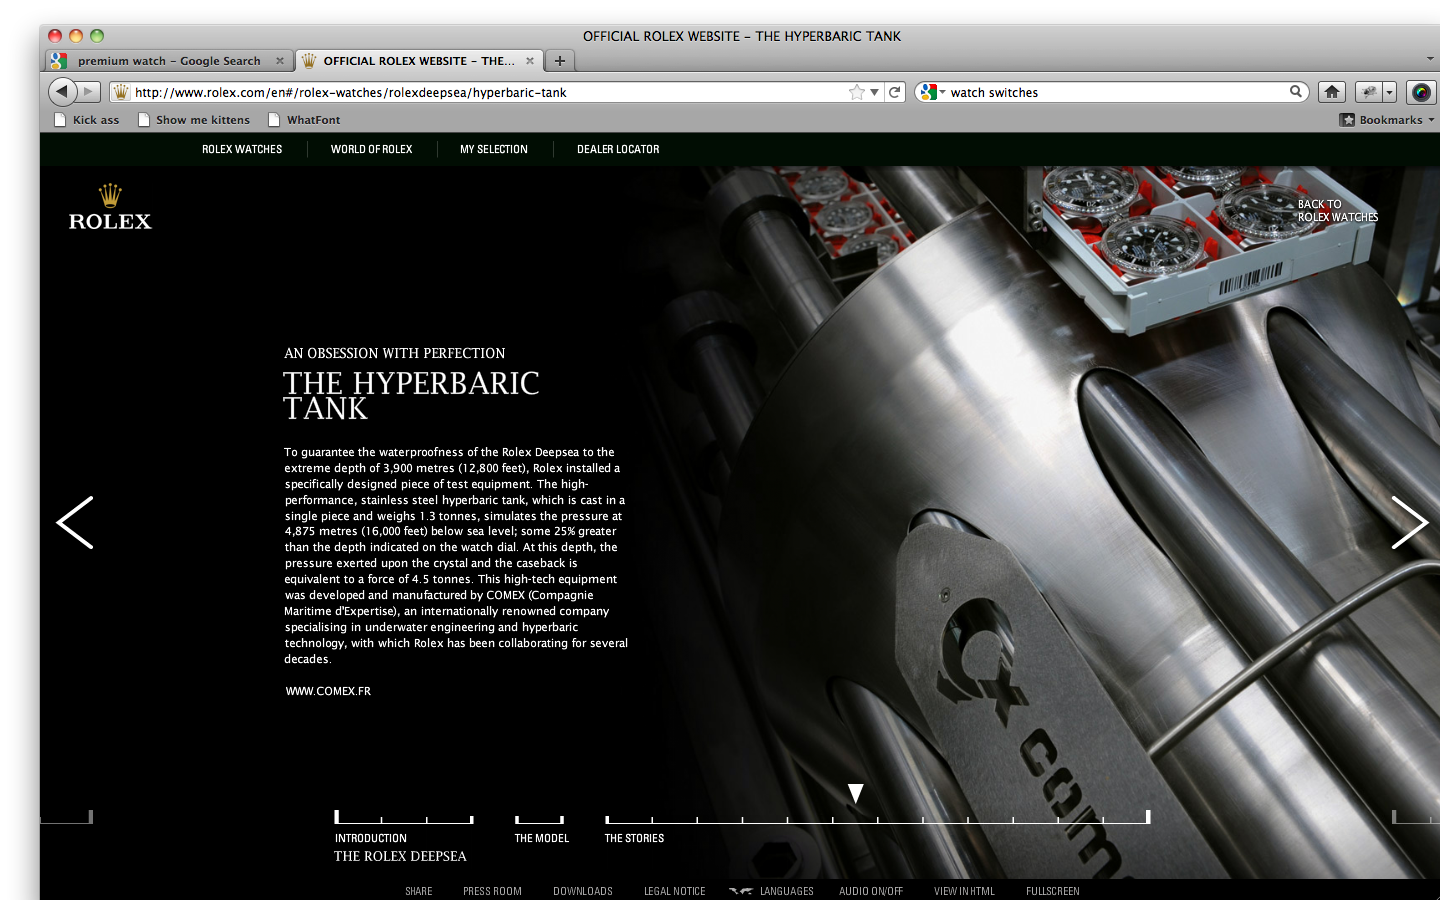 OFFICIAL ROLEX WEBSITE – THE HYPERBARIC TANK
premium watch – Google Search
OFFICIAL ROLEX WEBSITE – THE...
http://www.rolex.com/en#/rolex-watches/rolexdeepsea/hyperbaric-tank
watch switches
Kick ass
Show me kittens
WhatFont
Bookmarks
ROLEX WATCHES
WORLD OF ROLEX
MY SELECTION
DEALER LOCATOR
ROLEX
BACK TO
ROLEX WATCHES
AN OBSESSION WITH PERFECTION
THE HYPERBARIC
TANK
To guarantee the waterproofness of the Rolex Deepsea to the
extreme depth of 3,900 metres (12,800 feet), Rolex installed a
specifically designed piece of test equipment. The high-
performance, stainless steel hyperbaric tank, which is cast in a
single piece and weighs 1.3 tonnes, simulates the pressure at
4,875 metres (16,000 feet) below sea level; some 25% greater
than the depth indicated on the watch dial. At this depth, the
pressure exerted upon the crystal and the caseback is
equivalent to a force of 4.5 tonnes. This high-tech equipment
was developed and manufactured by COMEX (Compagnie
Maritime d'Expertise), an internationally renowned company
specialising in underwater engineering and hyperbaric
technology, with which Rolex has been collaborating for several
decades.
WWW.COMEX.FR
com
com
INTRODUCTION
THE MODEL
THE STORIES
THE ROLEX DEEPSEA
SHARE
PRESS ROOM
DOWNLOADS
LEGAL NOTICE
LANGUAGES
AUDIO ON/OFF
VIEW IN HTML
FULLSCREEN